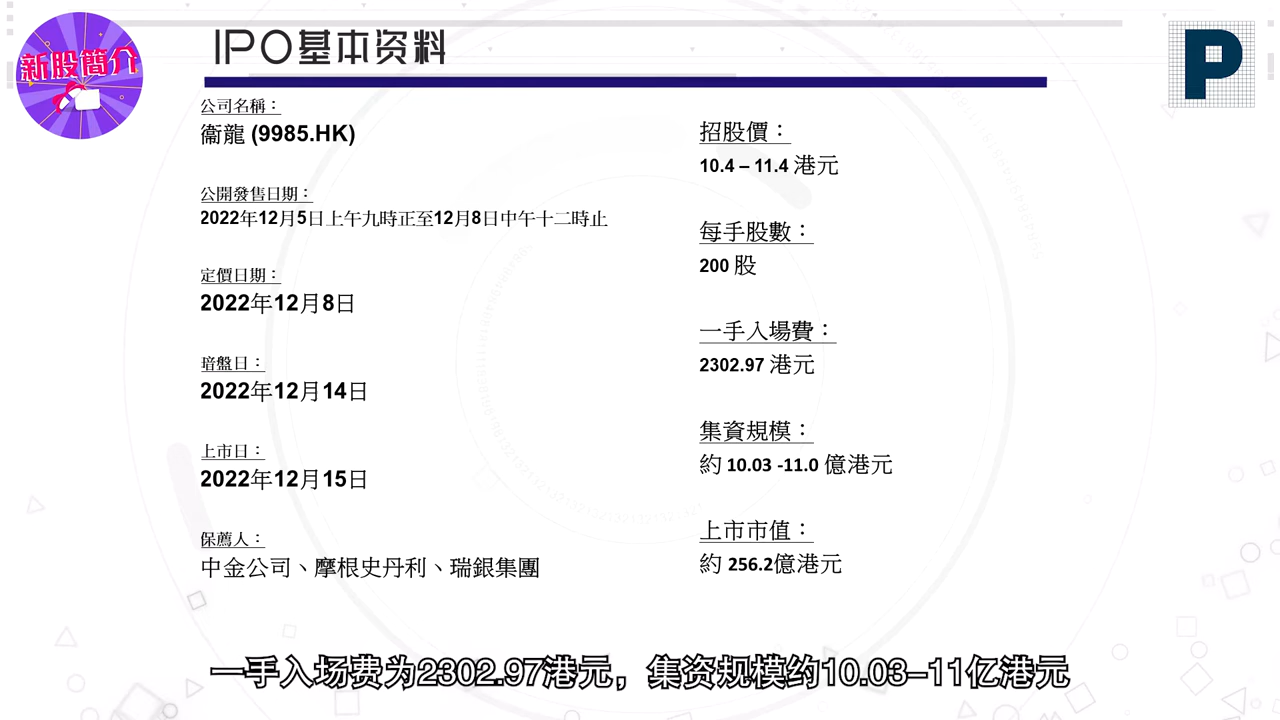 新股簡介
IPO基本资料
P
公司名稱：
衞龍 (9985.HK)
公開發售日期：
2022年12月5日上午九時正至12月8日中午十二時止
定價日期：
2022年12月8日
暗盤日：
2022年12月14日
上市日：
2022年12月15日
保薦人：
中金公司、摩根史丹利、瑞銀集團
招股價：
10.4 – 11.4 港元
每手股數：
200 股
一手入場費：
2302.97 港元
集資規模：
約 10.03 -11.0 億港元
上市市值：
約 256.2億港元
一手入场费为2302.97港元，集资规模约10.03-11亿港元